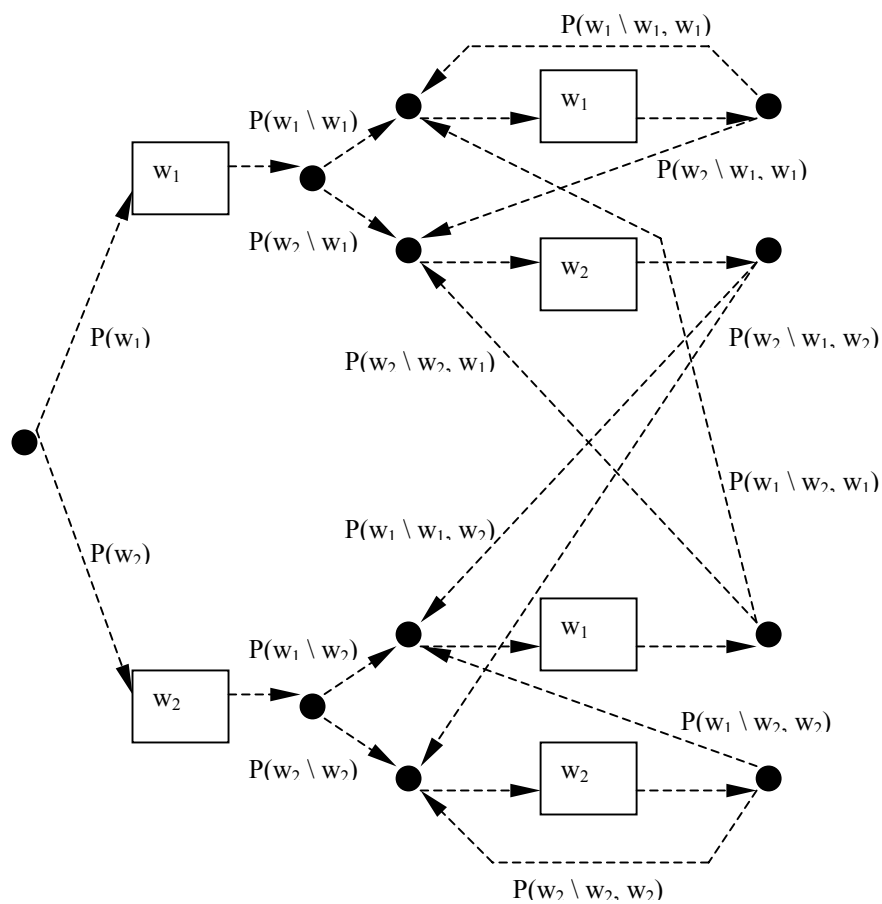 P(w₁ \ w₁, w₁)
w₁
P(w₁ \ w₁)
w₁
P(w₂ \ w₁, w₁)
P(w₂ \ w₁)
w₂
P(w₁)
P(w₂ \ w₂, w₁)
P(w₂ \ w₁, w₂)
P(w₁ \ w₂, w₁)
P(w₁ \ w₁, w₂)
P(w₂)
w₁
P(w₁ \ w₂)
w₂
P(w₁ \ w₂, w₂)
P(w₂ \ w₂)
w₂
P(w₂ \ w₂, w₂)